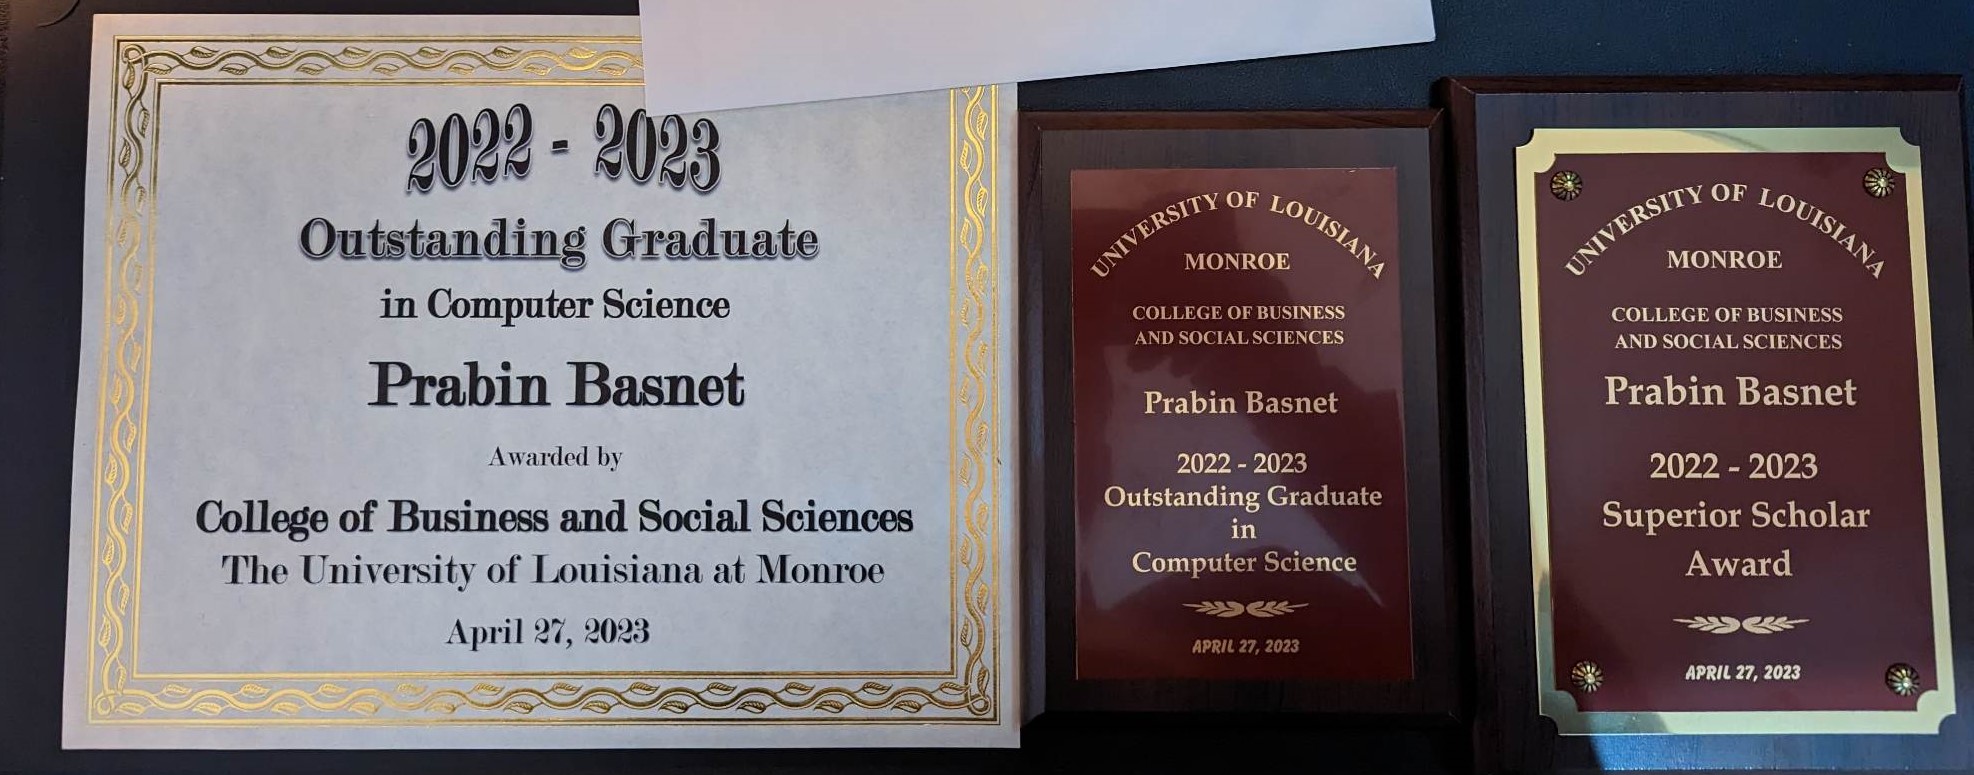 2022 - 2023
Outstanding Graduate
in Computer Science
Prabin Basnet
Awarded by
College of Business and Social Sciences
The University of Louisiana at Monroe
April 27, 2023
UNIVERSITY OF LOUISIANA
MONROE
COLLEGE OF BUSINESS
AND SOCIAL SCIENCES
Prabin Basnet
2022 - 2023
Outstanding Graduate
in
Computer Science
APRIL 27, 2023
UNIVERSITY OF LOUISIANA
MONROE
COLLEGE OF BUSINESS
AND SOCIAL SCIENCES
Prabin Basnet
2022 - 2023
Superior Scholar
Award
APRIL 27, 2023